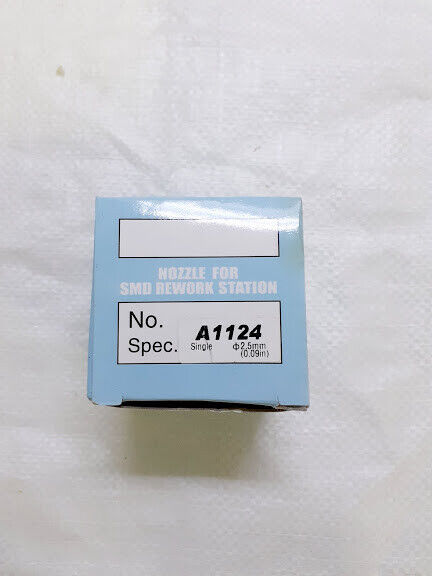 NOZZLE FOR
SMD REWORK STATION
No. A1124
Spec. Single Φ2,5mm
(0.09in)